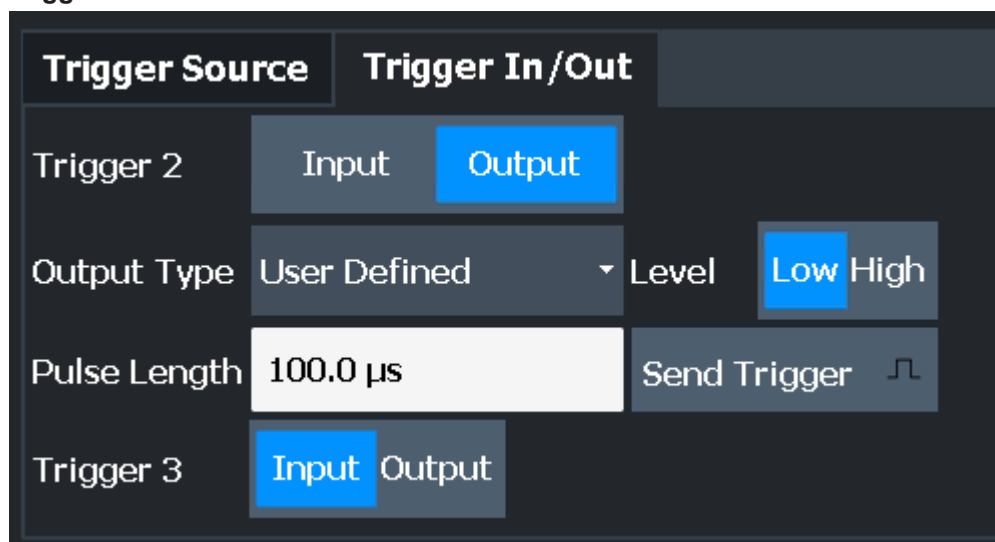 Trigger Source Trigger In/Out
Trigger 2 Input Output
Output Type User Defined Level Low High
Pulse Length 100.0 µs Send Trigger
Trigger 3 Input Output